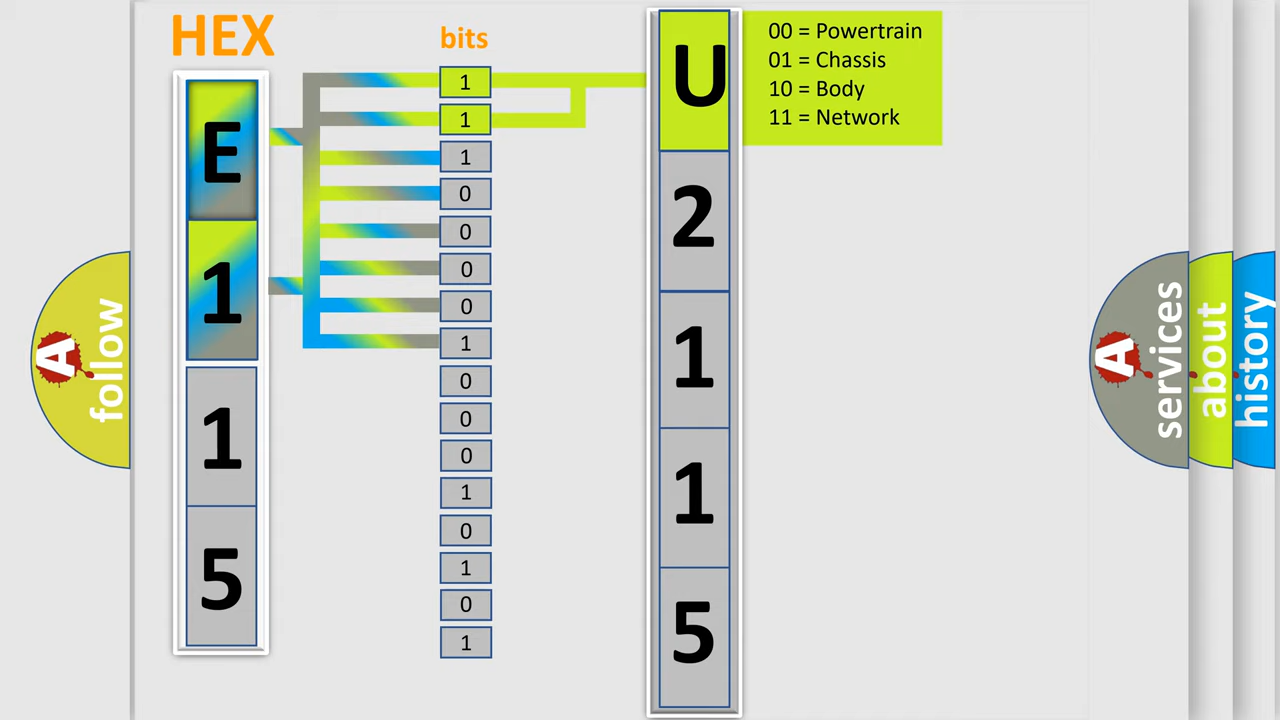 HEX
bits
E
1
1
5
1
1
1
0
0
0
0
1
0
0
0
1
0
1
0
1
U
2
1
1
5
00 = Powertrain
01 = Chassis
10 = Body
11 = Network
A
follow
A
services
about
history